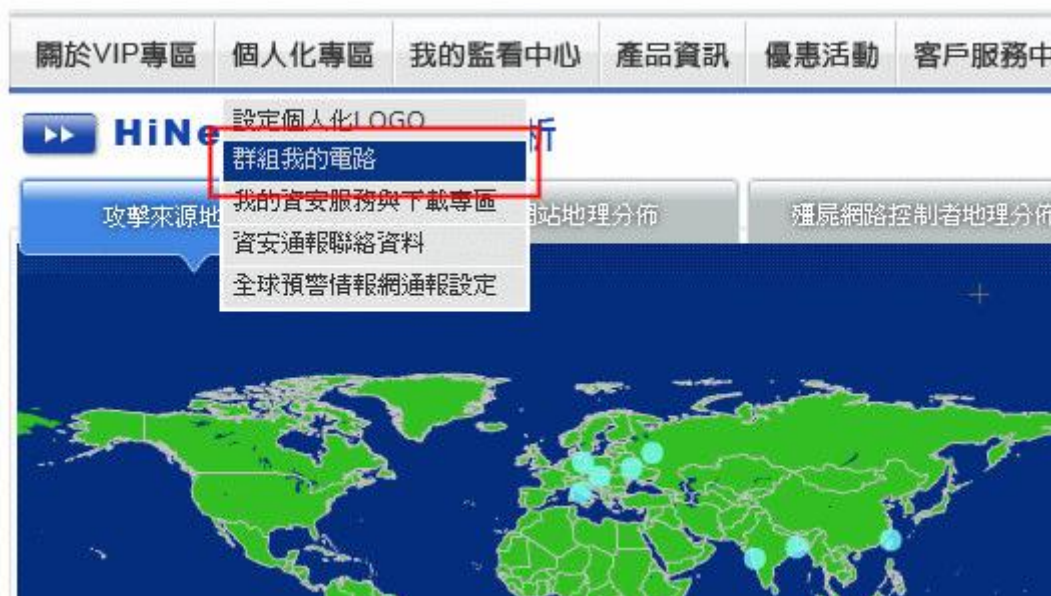 關於VIP專區 個人化專區 我的監看中心 產品資訊 優惠活動 客戶服務中
設定個人化LOGO
HiNe 析
群組我的電路
我的資安服務與下載專區
攻擊來源地 站地理分佈 殭屍網路控制者地理分佈
資安通報聯絡資料
全球預警情報網通報設定